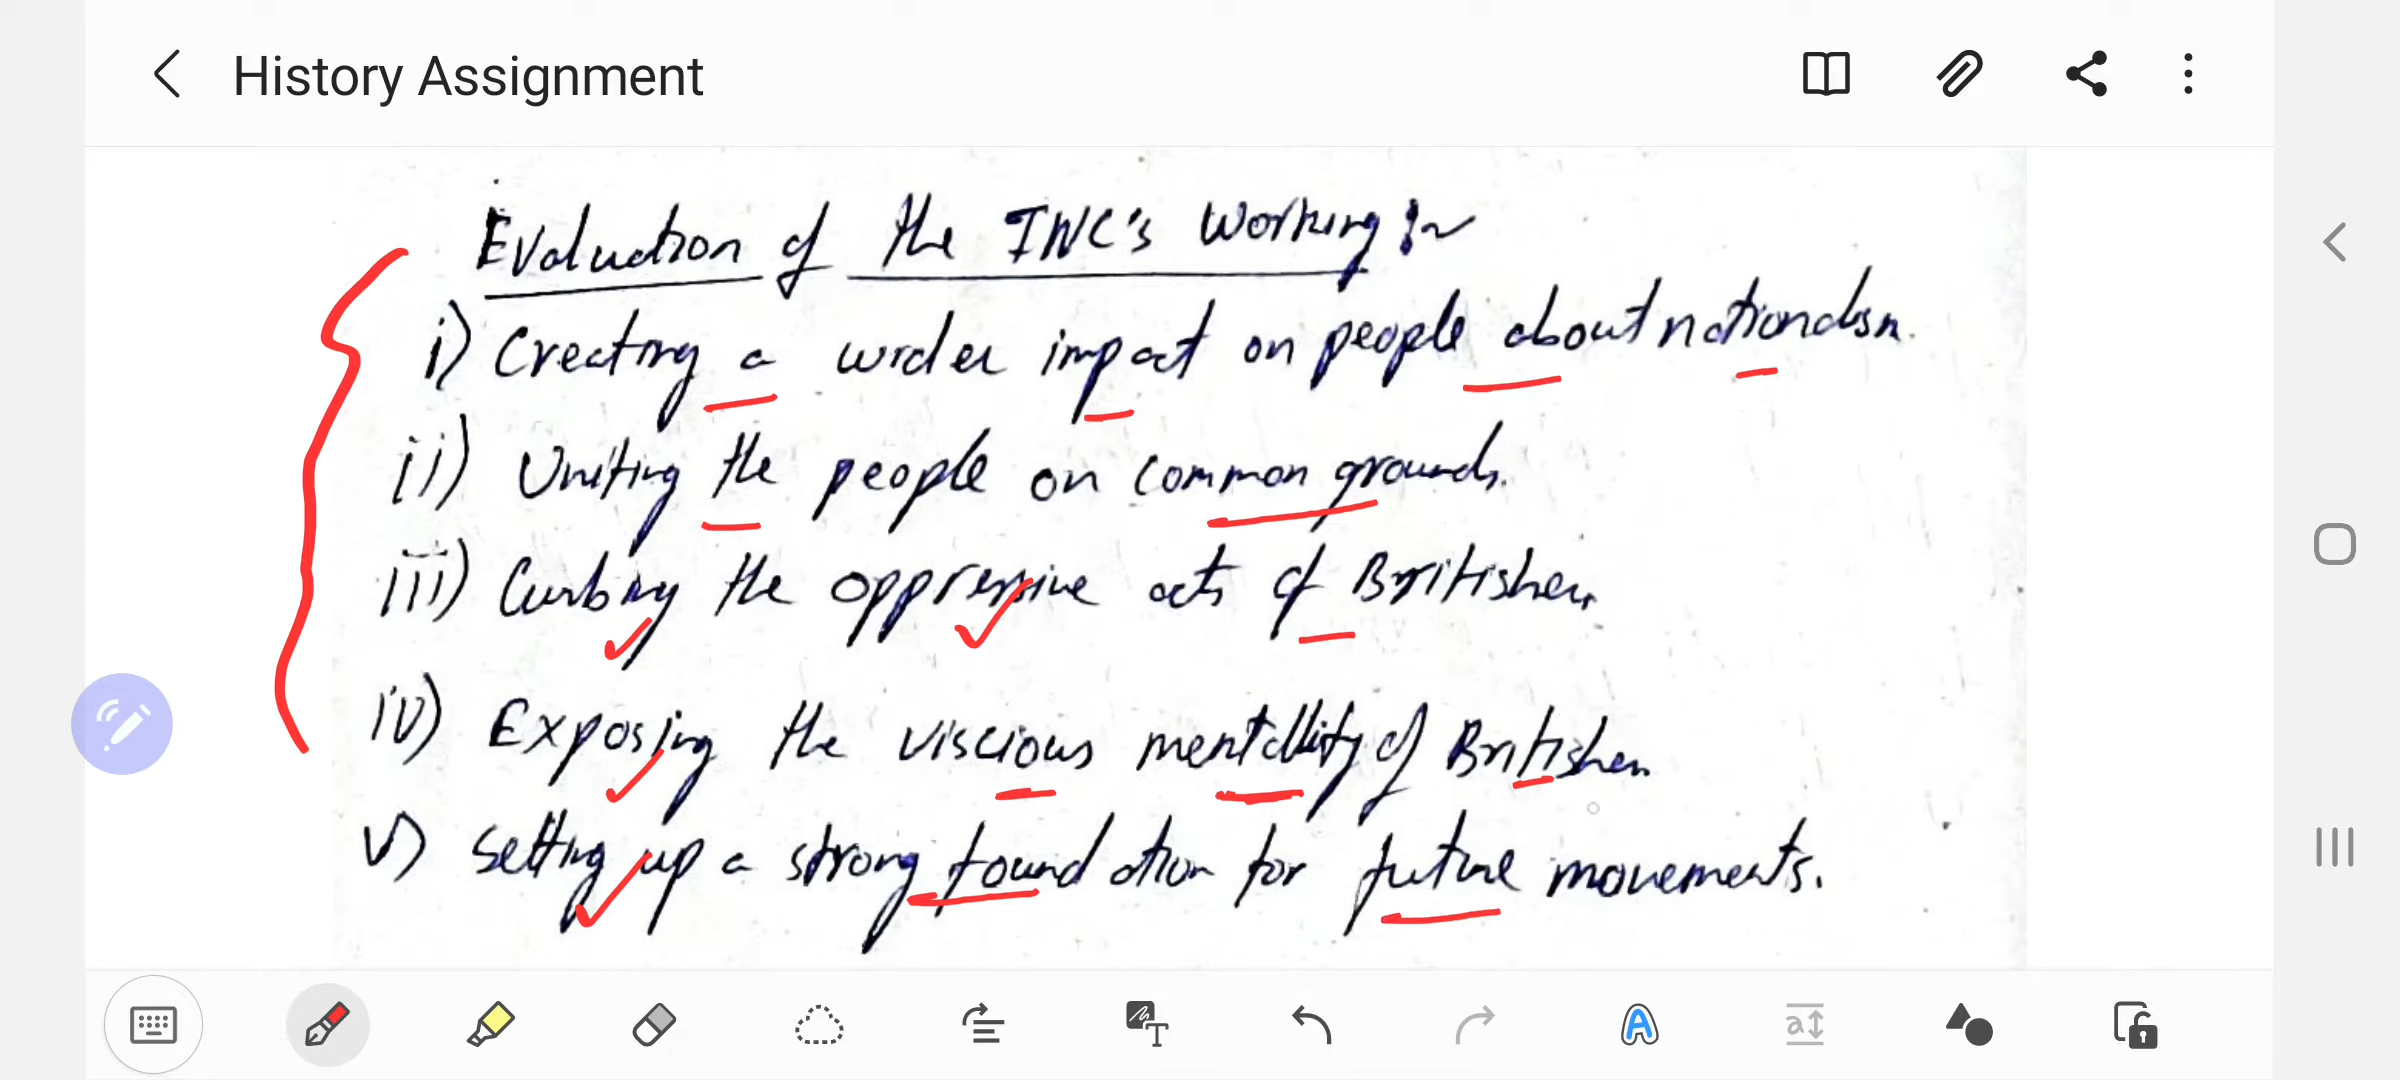 History Assignment
Evaluation of the INC's Working :~
i) Creating a wider impact on people about nationalism.
ii) Uniting the people on common grounds.
iii) Curbing the oppressive acts of Britishers
iv) Exposing the viscious mentallity of Britishers
v) Setting up a strong foundation for future movements.
T
A
a